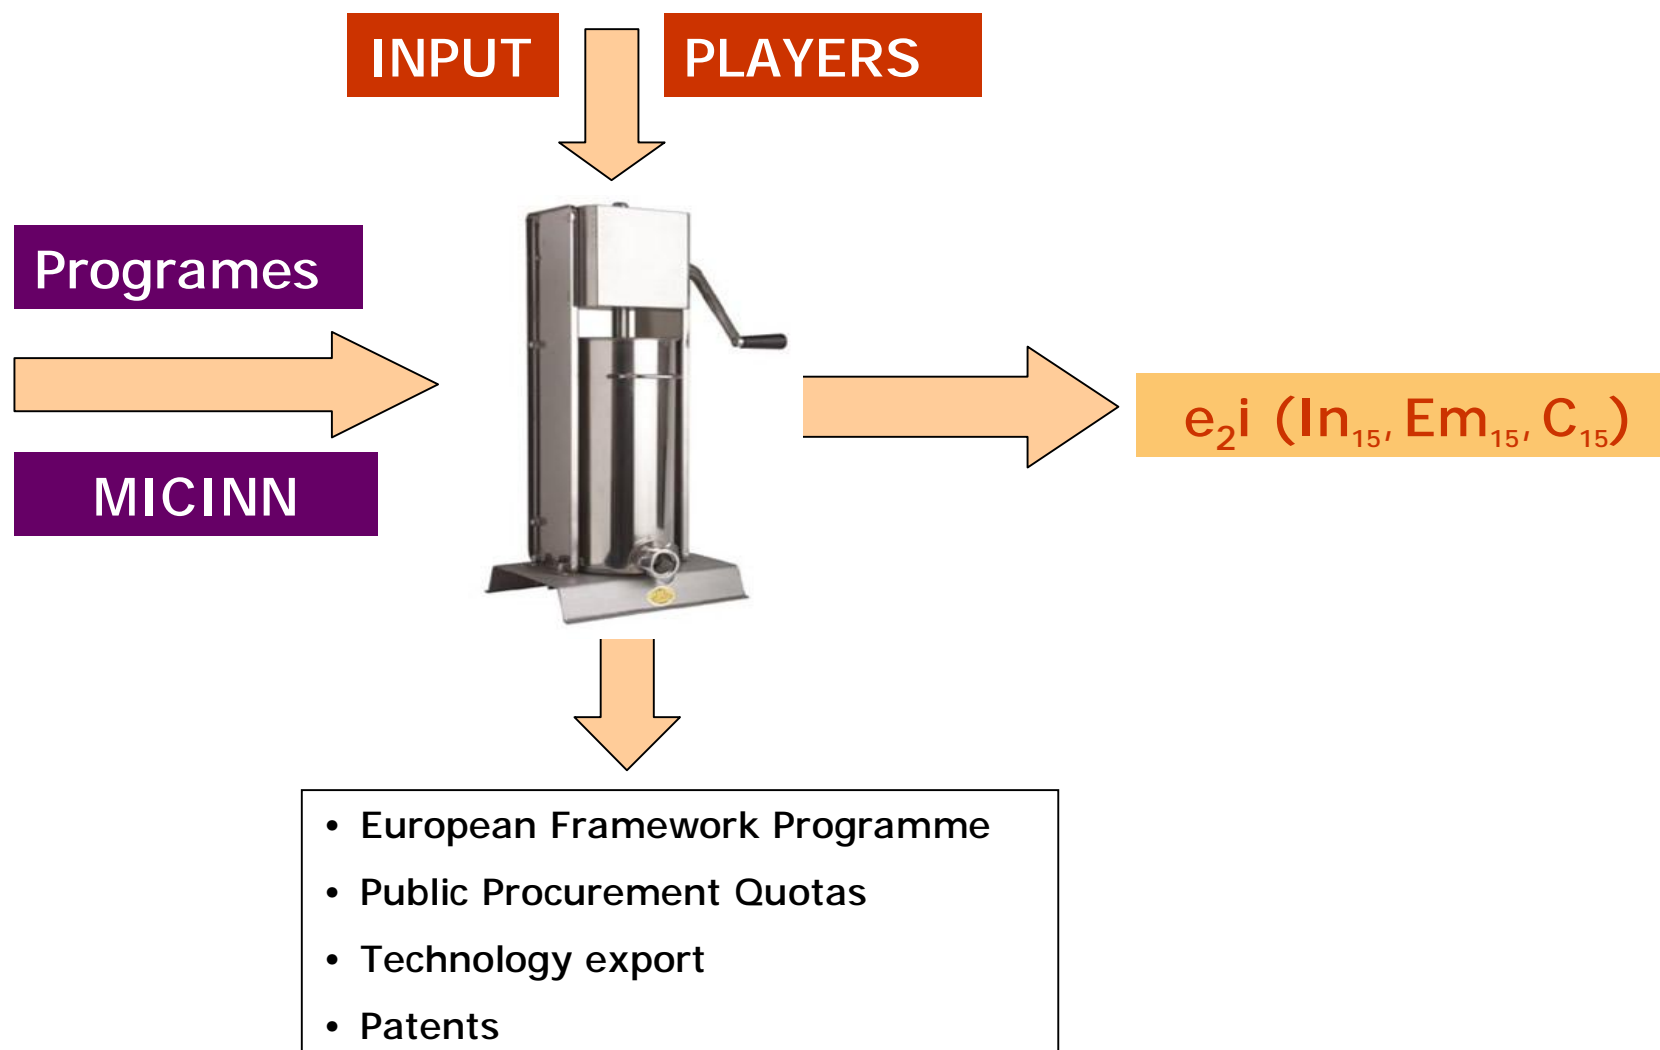 INPUT PLAYERS
Programes
MICINN
e₂i (In₁₅, Em₁₅, C₁₅)
• European Framework Programme
• Public Procurement Quotas
• Technology export
• Patents